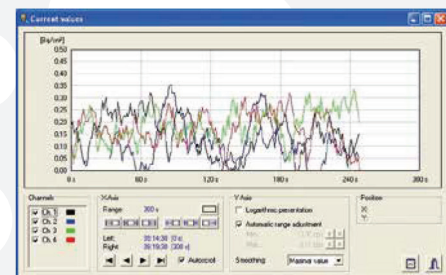 Current values
[Bq/m³]
0,50
0,45
0,40
0,35
0,30
0,25
0,20
0,15
0,10
0,05
0,00
0 s 60 s 120 s 180 s 240 s 300 s
Channels
Ch. 1
Ch. 2
Ch. 3
Ch. 4
X-Axis
Range: 300 s
Left:
Right:
Autoscroll
Y-Axis
Logarithmic presentation
Automatic range adjustment
Min.:
Max.:
Smoothing: Maximal value
Position
X:
Y: